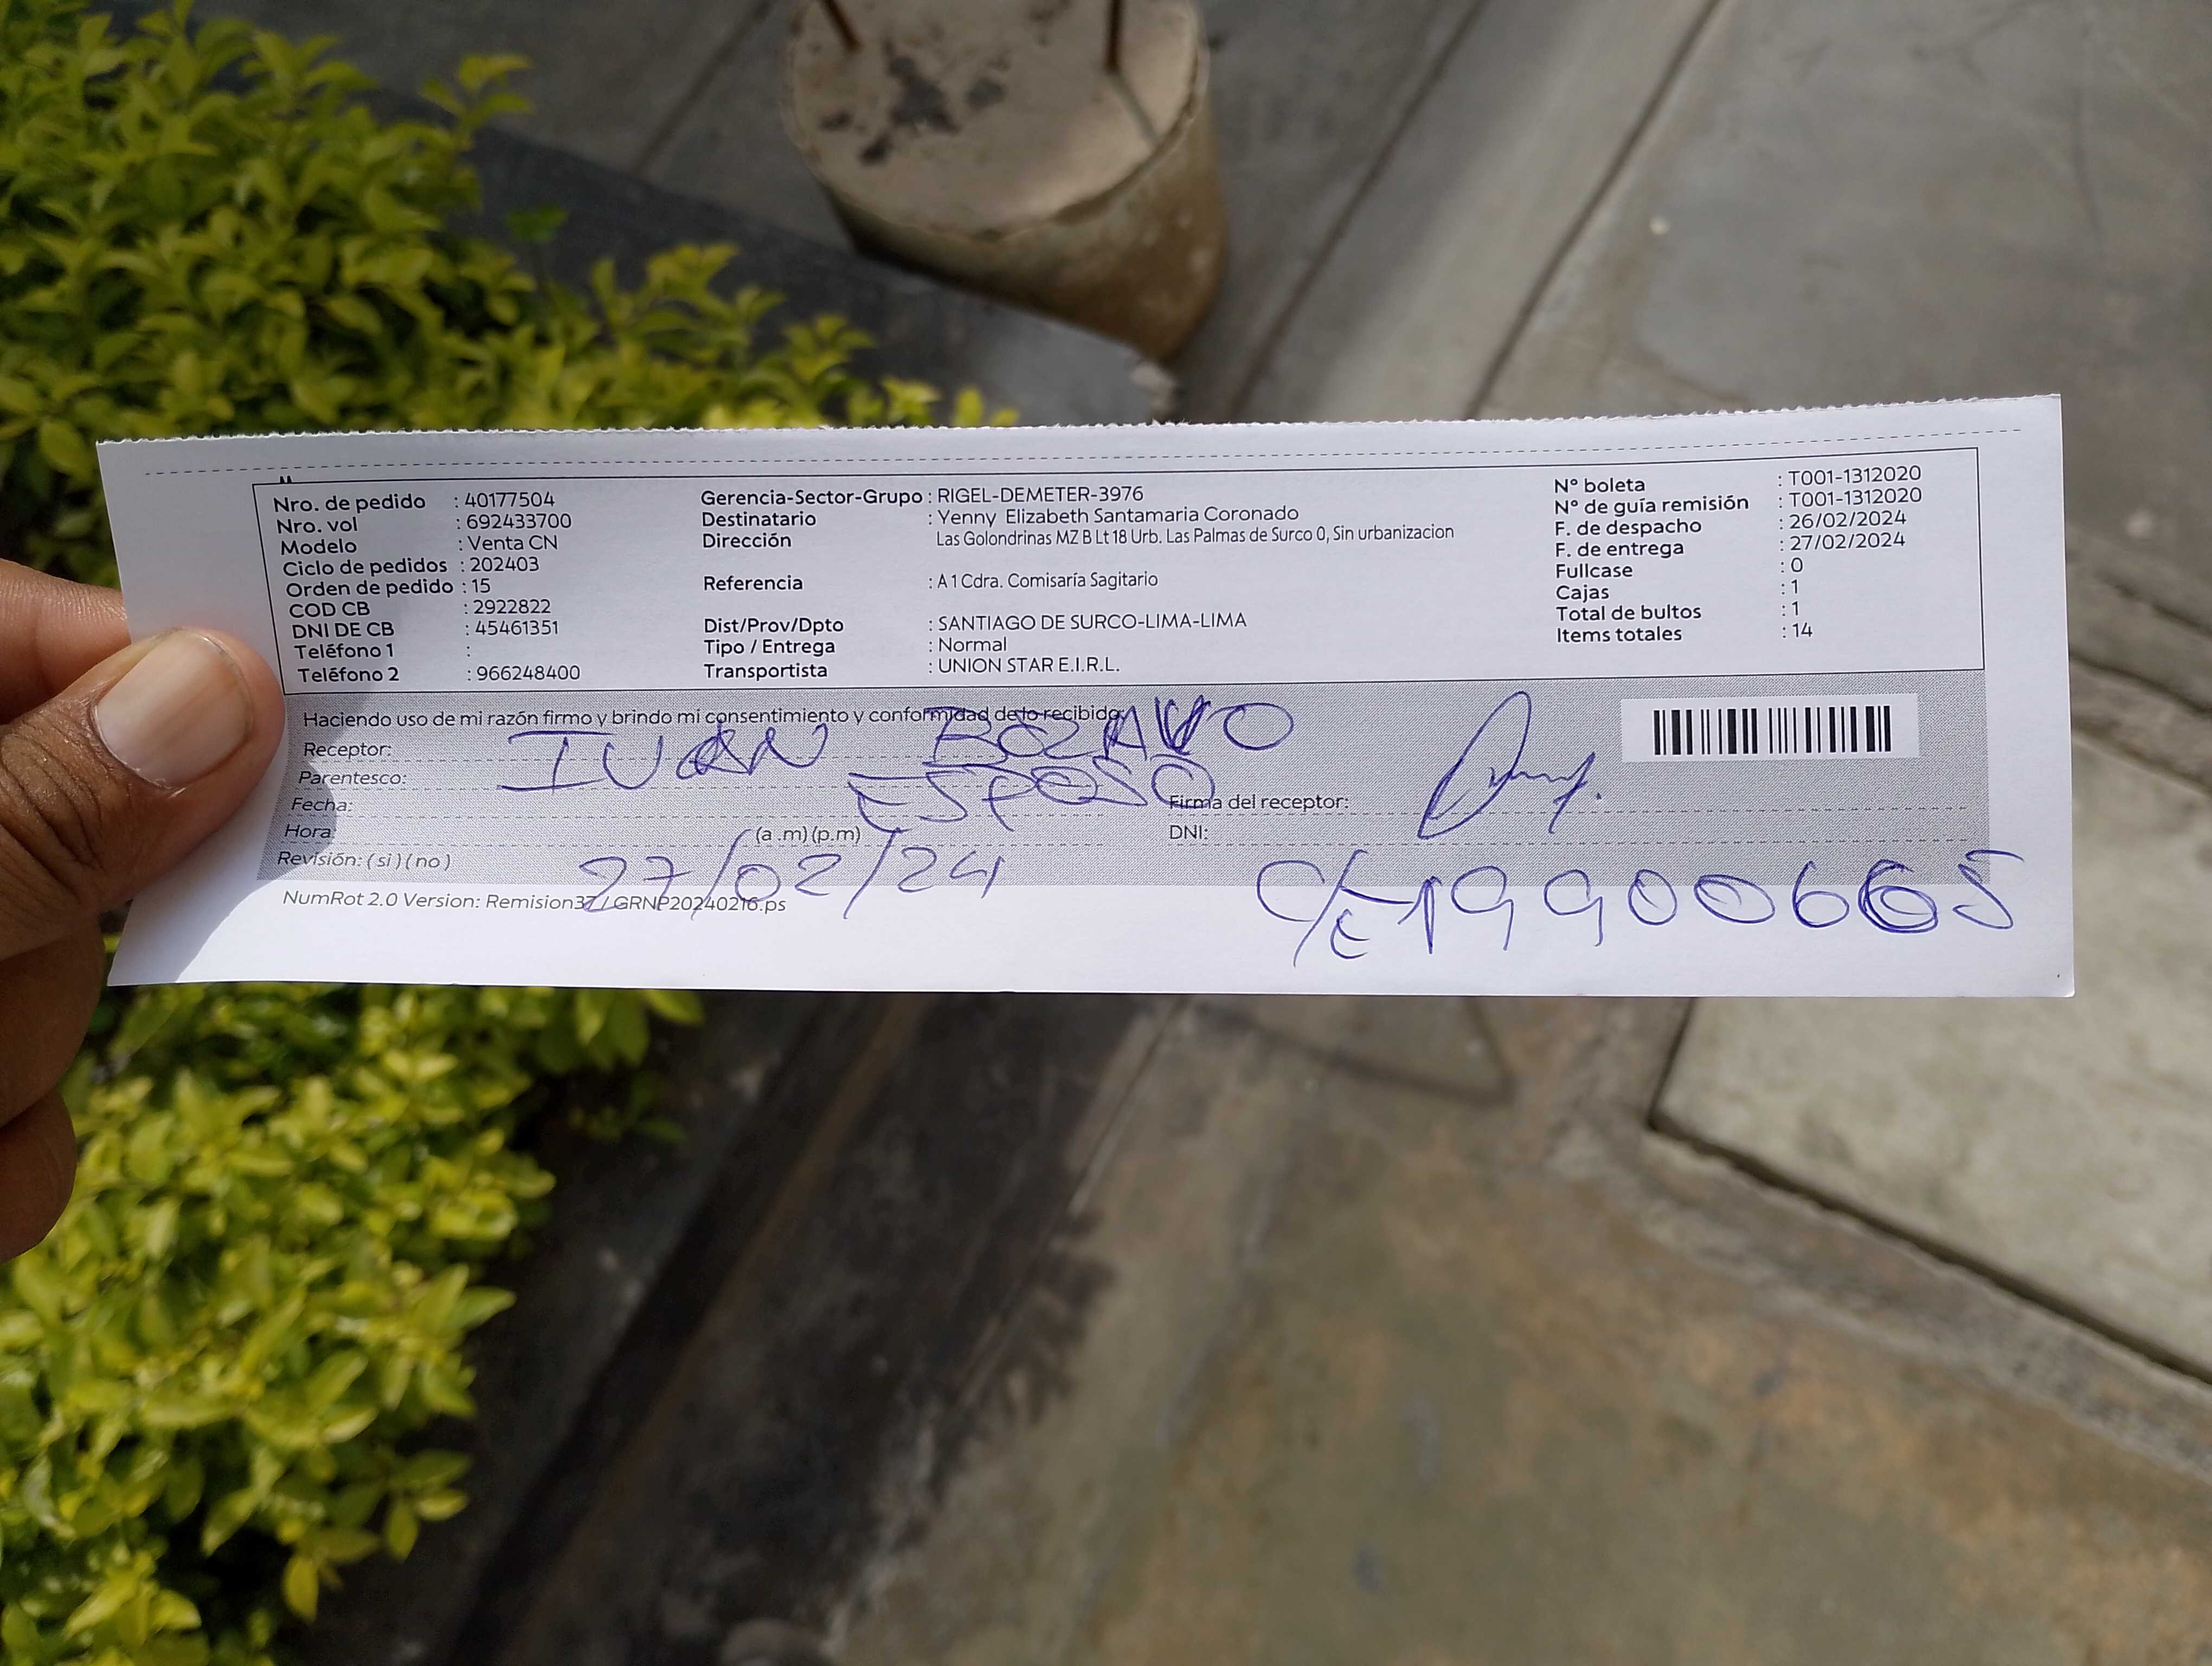 Nro. de pedido : 40177504
Nro. vol : 692433700
Modelo : Venta CN
Ciclo de pedidos : 202403
Orden de pedido : 15
COD CB : 2922822
DNI DE CB : 45461351
Teléfono 1 :
Teléfono 2 : 966248400
Gerencia-Sector-Grupo : RIGEL-DEMETER-3976
Destinatario : Yenny Elizabeth Santamaria Coronado
Dirección Las Golondrinas MZ B Lt 18 Urb. Las Palmas de Surco 0, Sin urbanizacion
Referencia : A 1 Cdra. Comisaría Sagitario
Dist/Prov/Dpto : SANTIAGO DE SURCO-LIMA-LIMA
Tipo / Entrega : Normal
Transportista : UNION STAR E.I.R.L.
N° boleta : T001-1312020
N° de guía remisión : T001-1312020
F. de despacho : 26/02/2024
F. de entrega : 27/02/2024
Fullcase : 0
Cajas : 1
Total de bultos : 1
Items totales : 14
Haciendo uso de mi razón firmo y brindo mi consentimiento y conformidad de lo recibido
Receptor: IVAN BRAVO
Parentesco: ESPOSO
Fecha: 27/02/24
Firma del receptor:
Hora: (a .m) (p.m)
DNI: C/E 19900665
Revisión: ( si ) ( no )
NumRot 2.0 Version: Remision37 / GRNP20240216.ps